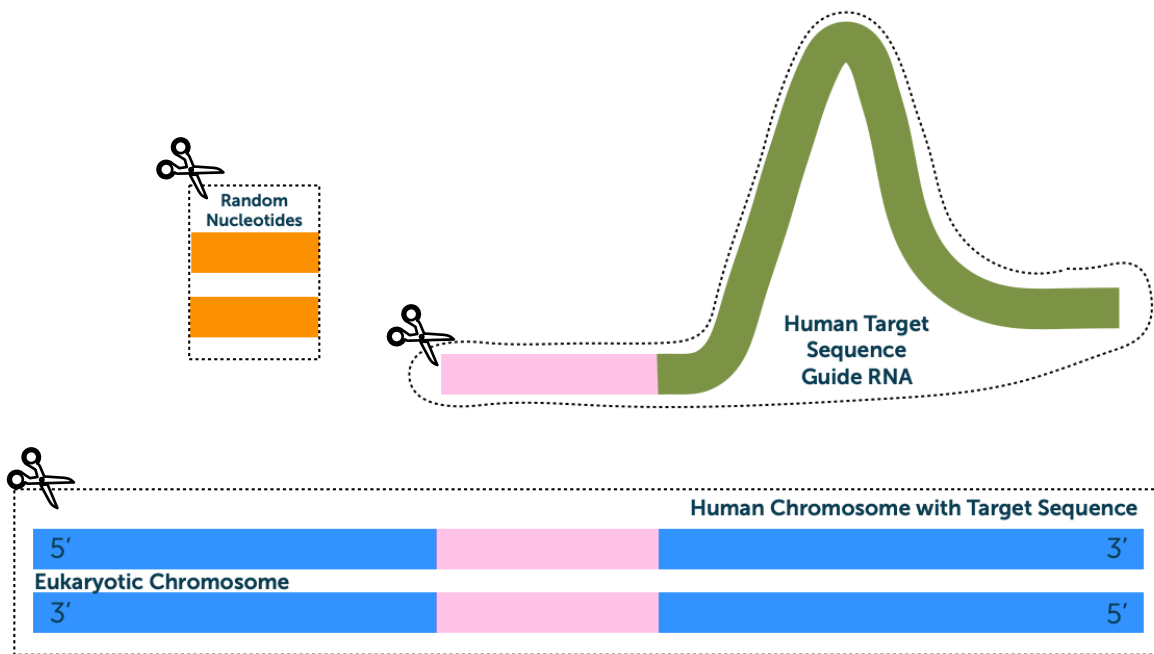 Random
Nucleotides
Human Target
Sequence
Guide RNA
Human Chromosome with Target Sequence
5′ 3′
Eukaryotic Chromosome
3′ 5′